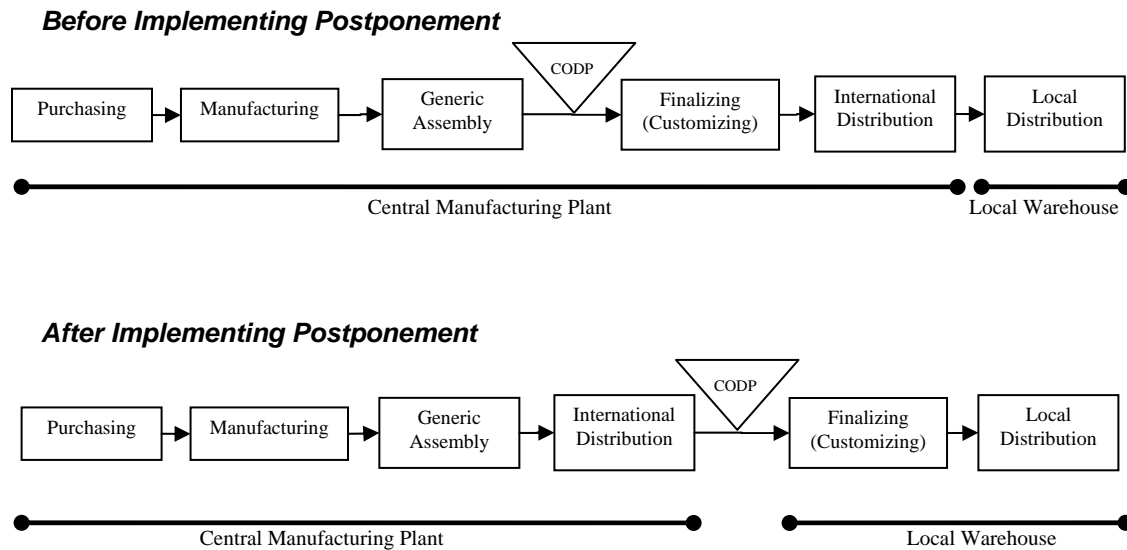 Before Implementing Postponement
CODP
Purchasing
Manufacturing
Generic
Assembly
Finalizing
(Customizing)
International
Distribution
Local
Distribution
Central Manufacturing Plant
Local Warehouse
After Implementing Postponement
CODP
Purchasing
Manufacturing
Generic
Assembly
International
Distribution
Finalizing
(Customizing)
Local
Distribution
Central Manufacturing Plant
Local Warehouse